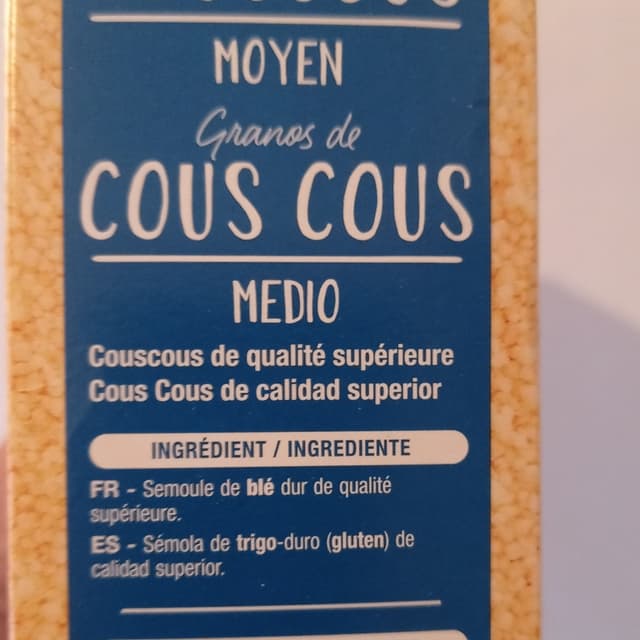 MOYEN
Granos de
COUS COUS
MEDIO
Couscous de qualité supérieure
Cous Cous de calidad superior
INGRÉDIENT / INGREDIENTE
FR - Semoule de blé dur de qualité
supérieure.
ES - Sémola de trigo-duro (gluten) de
calidad superior.